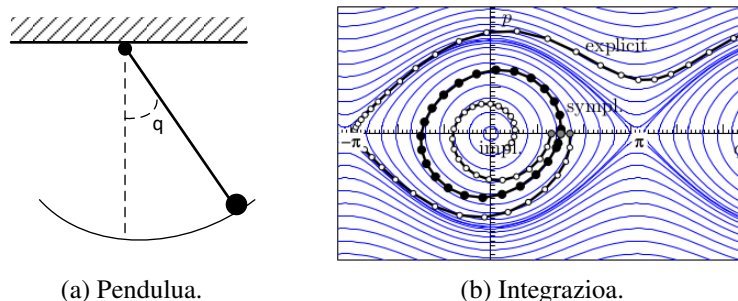 q
(a) Pendulua.
p
explicit
sympl.
impl.
−π
π
q
(b) Integrazioa.